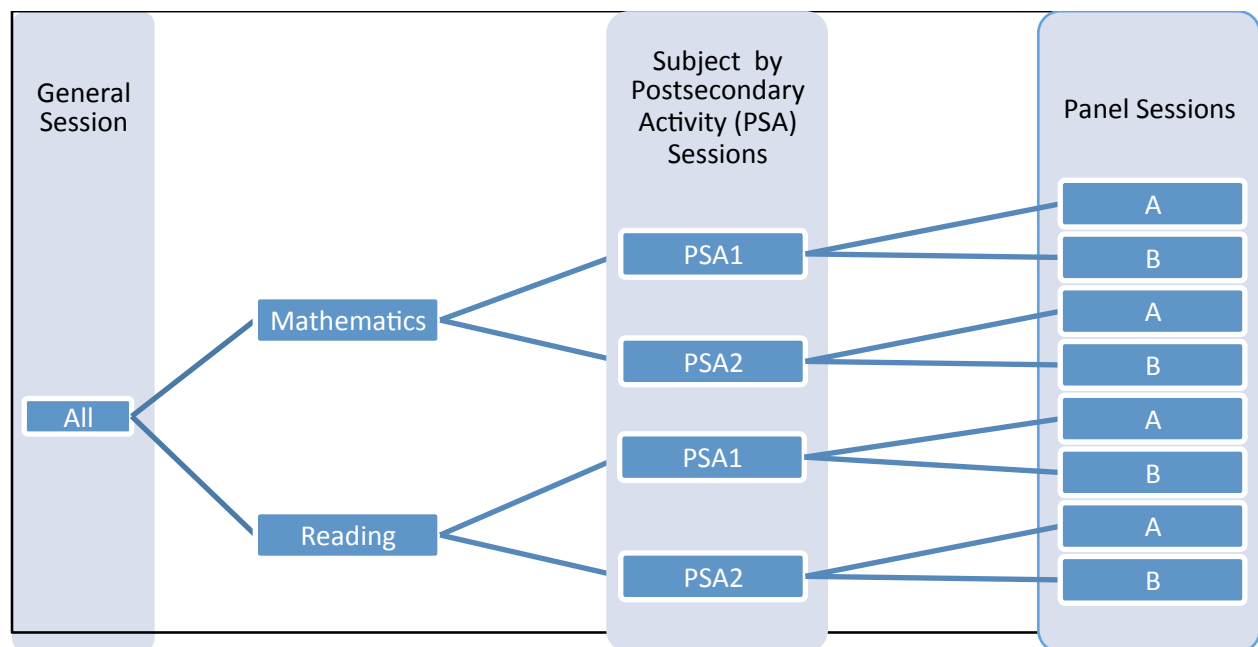 General
Session
All
Mathematics
Reading
Subject by
Postsecondary
Activity (PSA)
Sessions
PSA1
PSA2
PSA1
PSA2
Panel Sessions
A
B
A
B
A
B
A
B